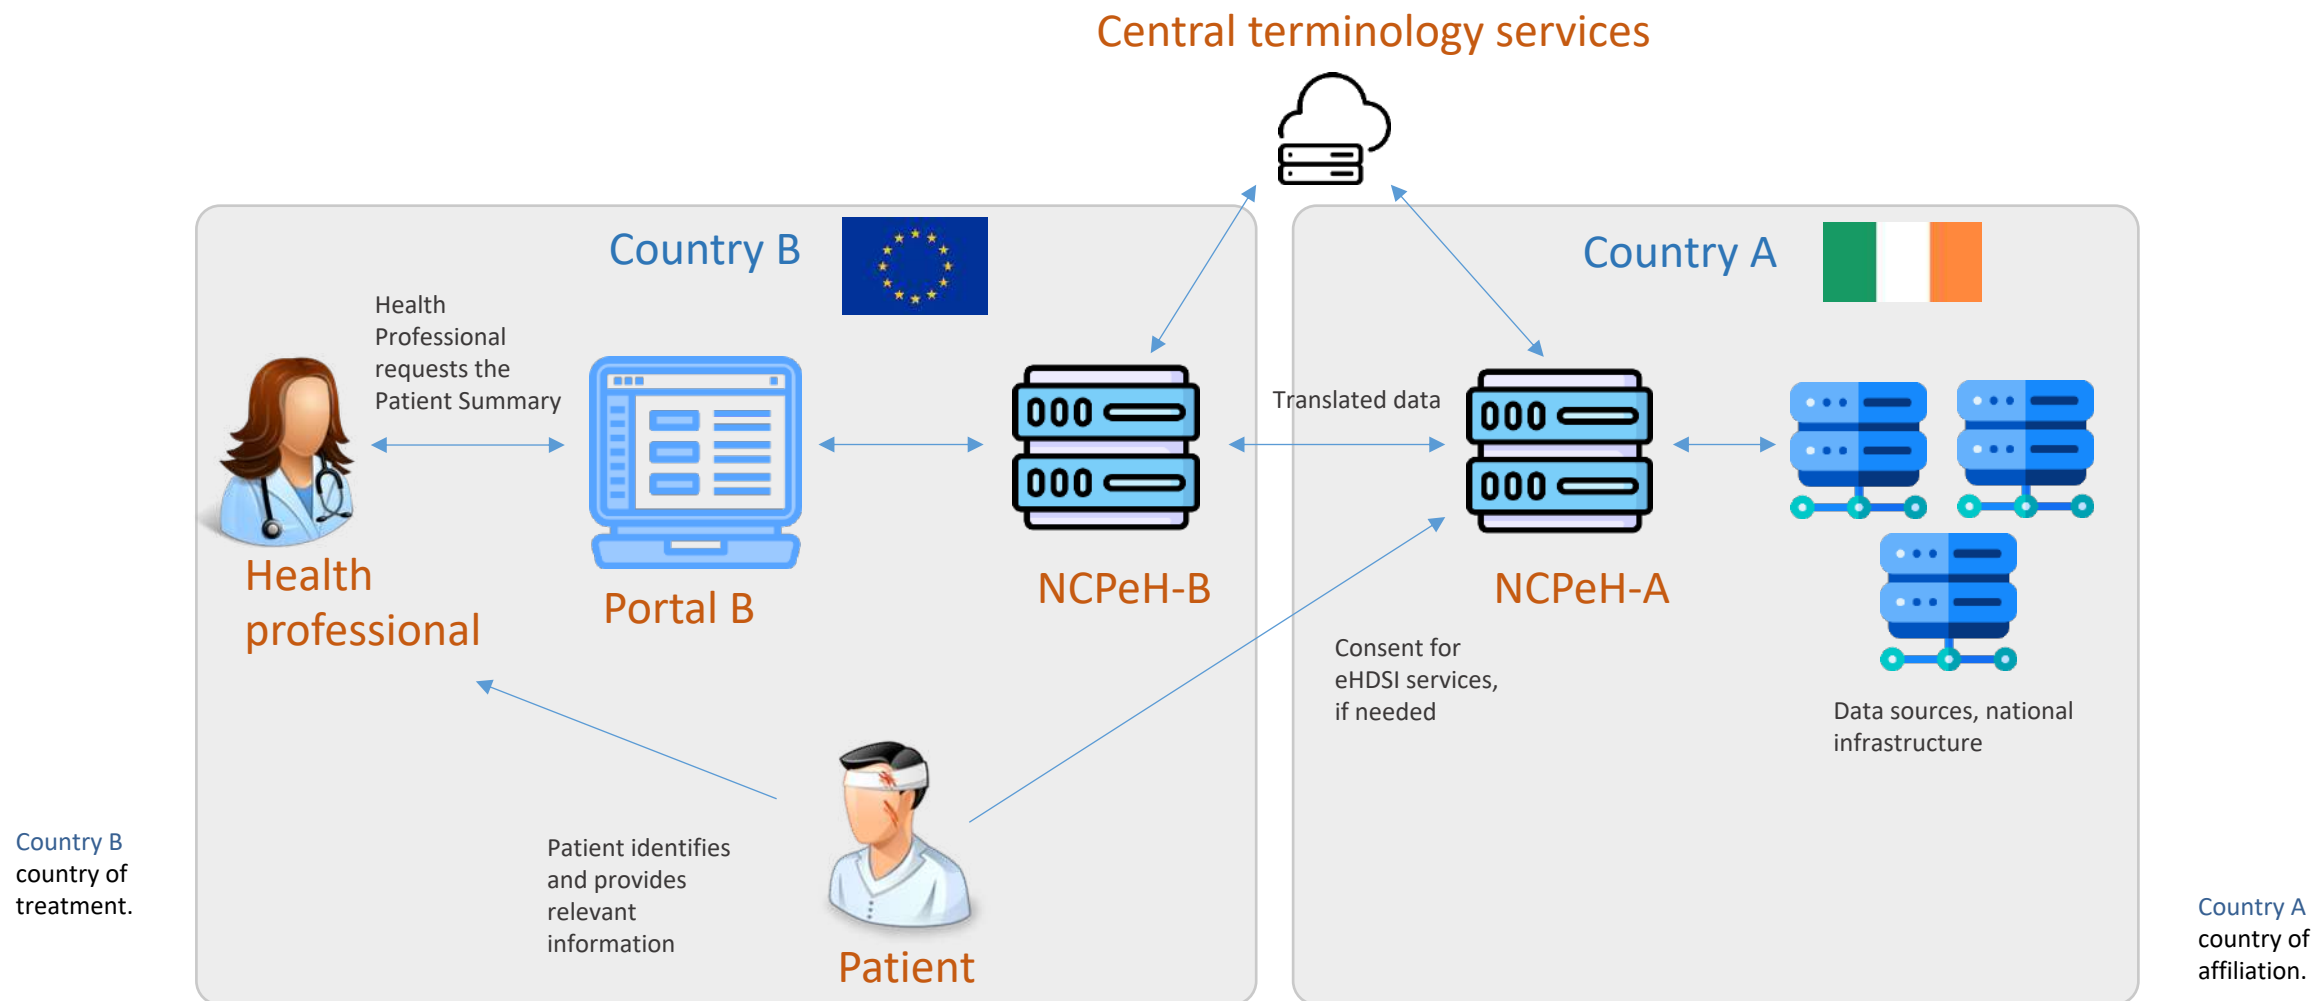 Central terminology services
Country B
Country A
Health
Professional
requests the
Patient Summary
Translated data
Health
professional
Portal B
NCPeH-B
NCPeH-A
Consent for
eHDSI services,
if needed
Data sources, national
infrastructure
Patient identifies
and provides
relevant
information
Patient
Country B
country of
treatment.
Country A
country of
affiliation.